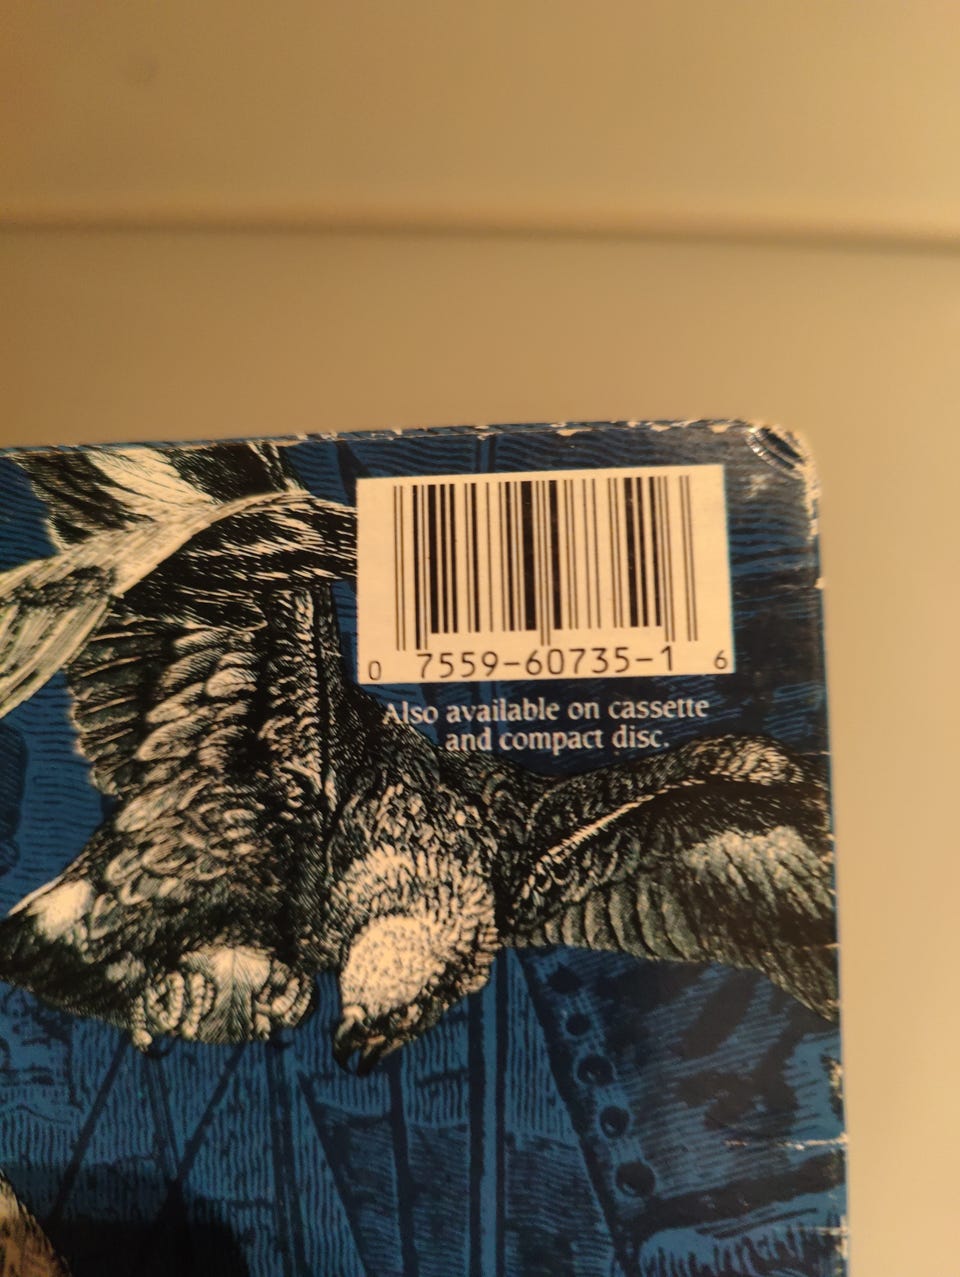 0 7559-60735-1 6
Also available on cassette
and compact disc.